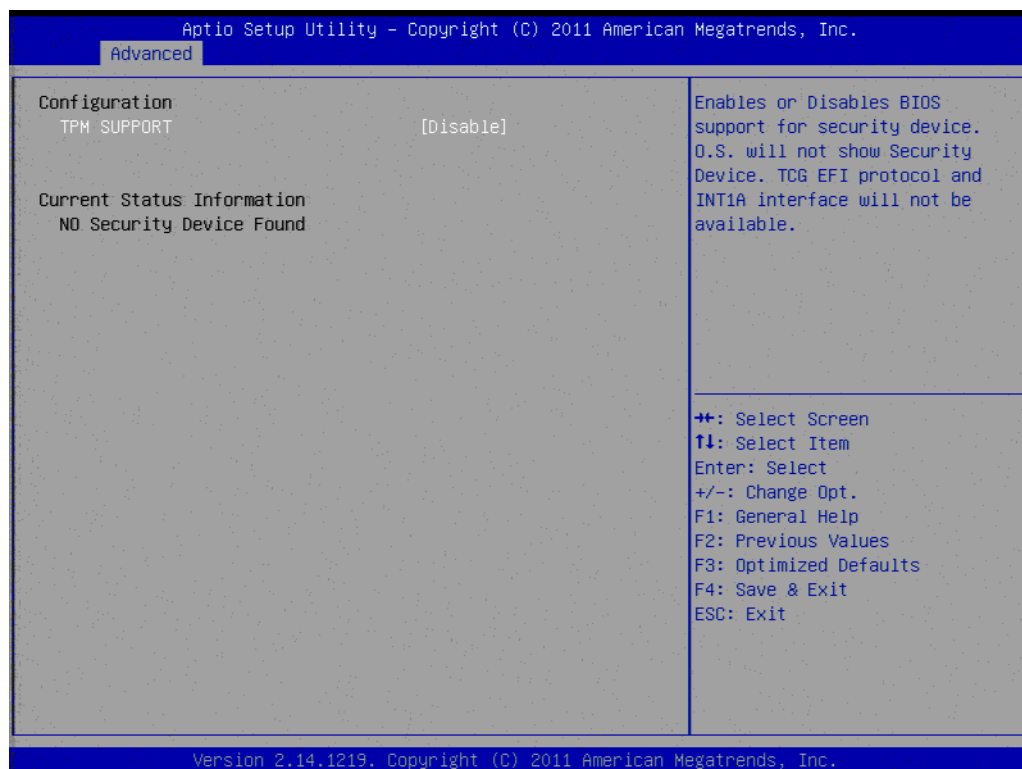 Aptio Setup Utility – Copyright (C) 2011 American Megatrends, Inc.
Advanced
Configuration
TPM SUPPORT [Disable]
Current Status Information
NO Security Device Found
Enables or Disables BIOS
support for security device.
O.S. will not show Security
Device. TCG EFI protocol and
INT1A interface will not be
available.
→←: Select Screen
↑↓: Select Item
Enter: Select
+/-: Change Opt.
F1: General Help
F2: Previous Values
F3: Optimized Defaults
F4: Save & Exit
ESC: Exit
Version 2.14.1219. Copyright (C) 2011 American Megatrends, Inc.